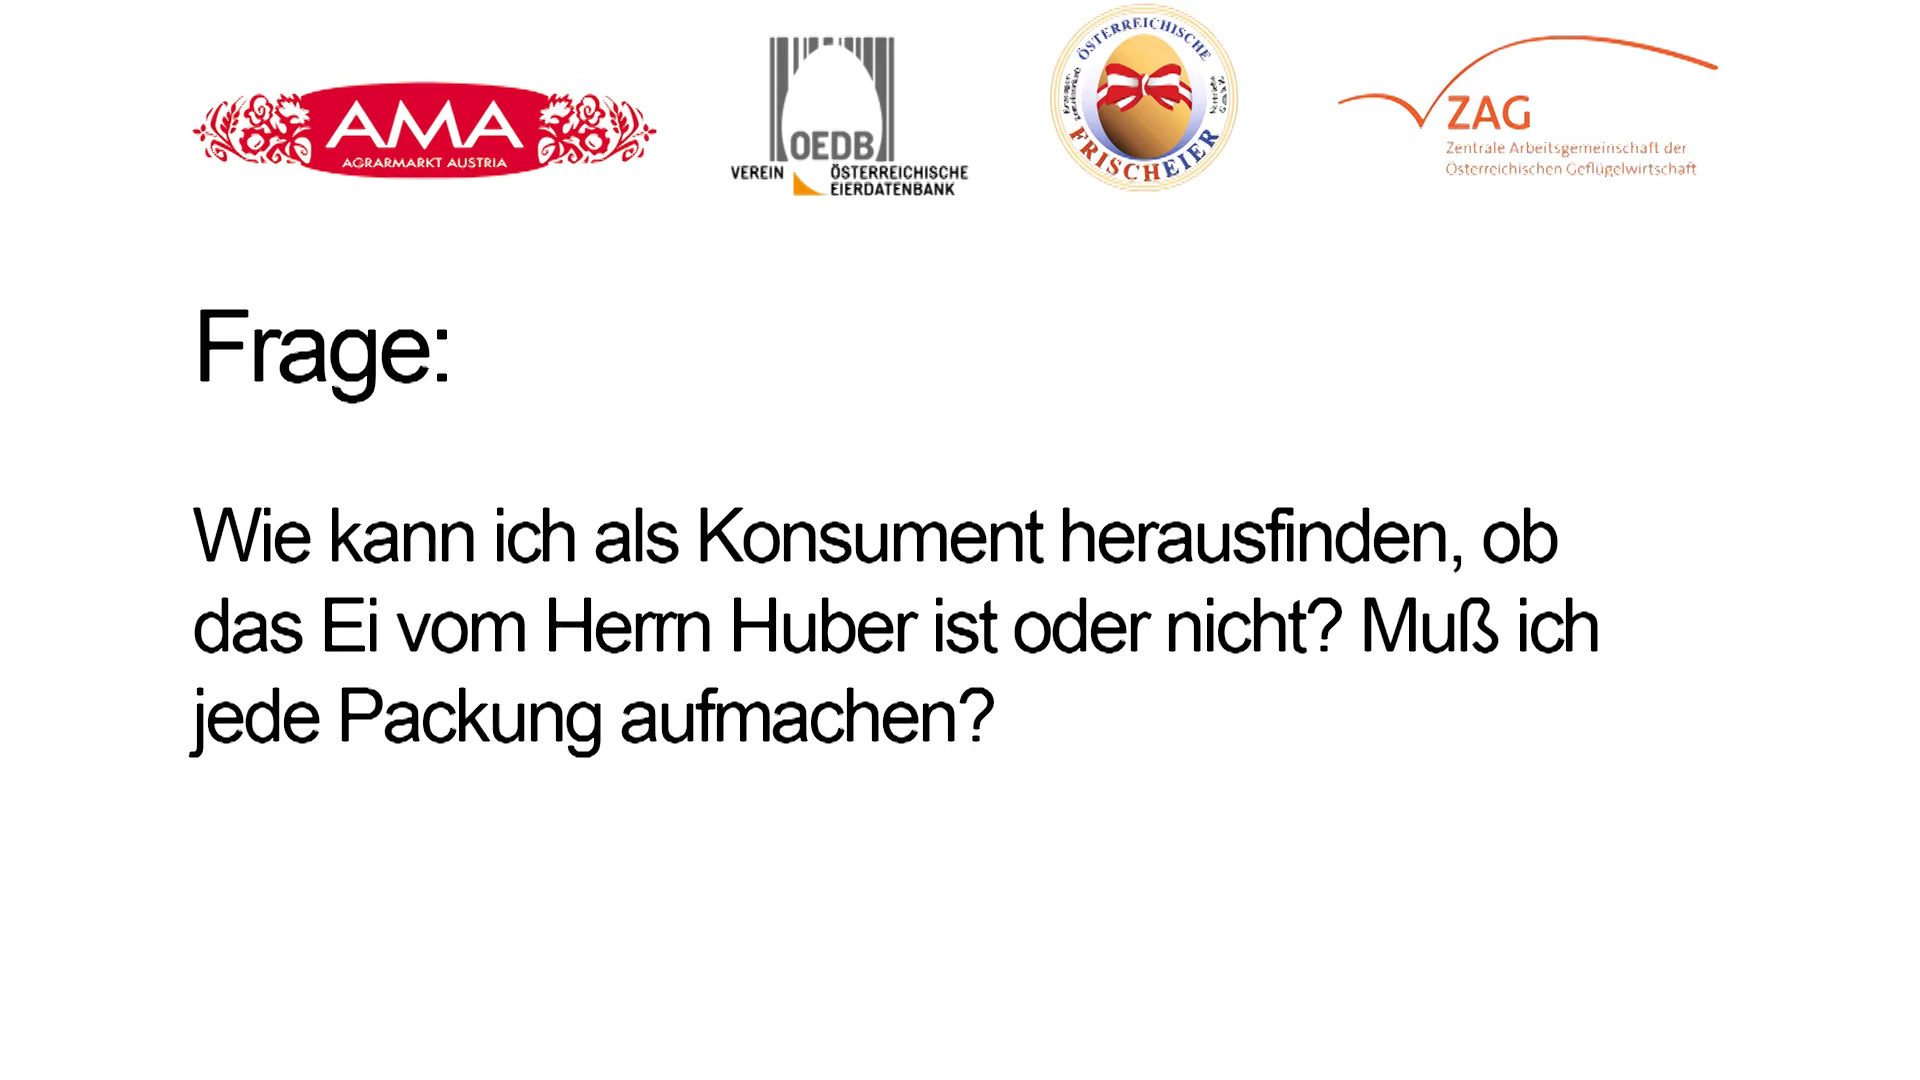 AMA
AGRARMARKT AUSTRIA
OEDB
VEREIN ÖSTERREICHISCHE
EIERDATENBANK
ÖSTERREICHISCHE
FRISCHEIER
ZAG
Zentrale Arbeitsgemeinschaft der
Österreichischen Geflügelwirtschaft
Frage:
Wie kann ich als Konsument herausfinden, ob
das Ei vom Herrn Huber ist oder nicht? Muß ich
jede Packung aufmachen?